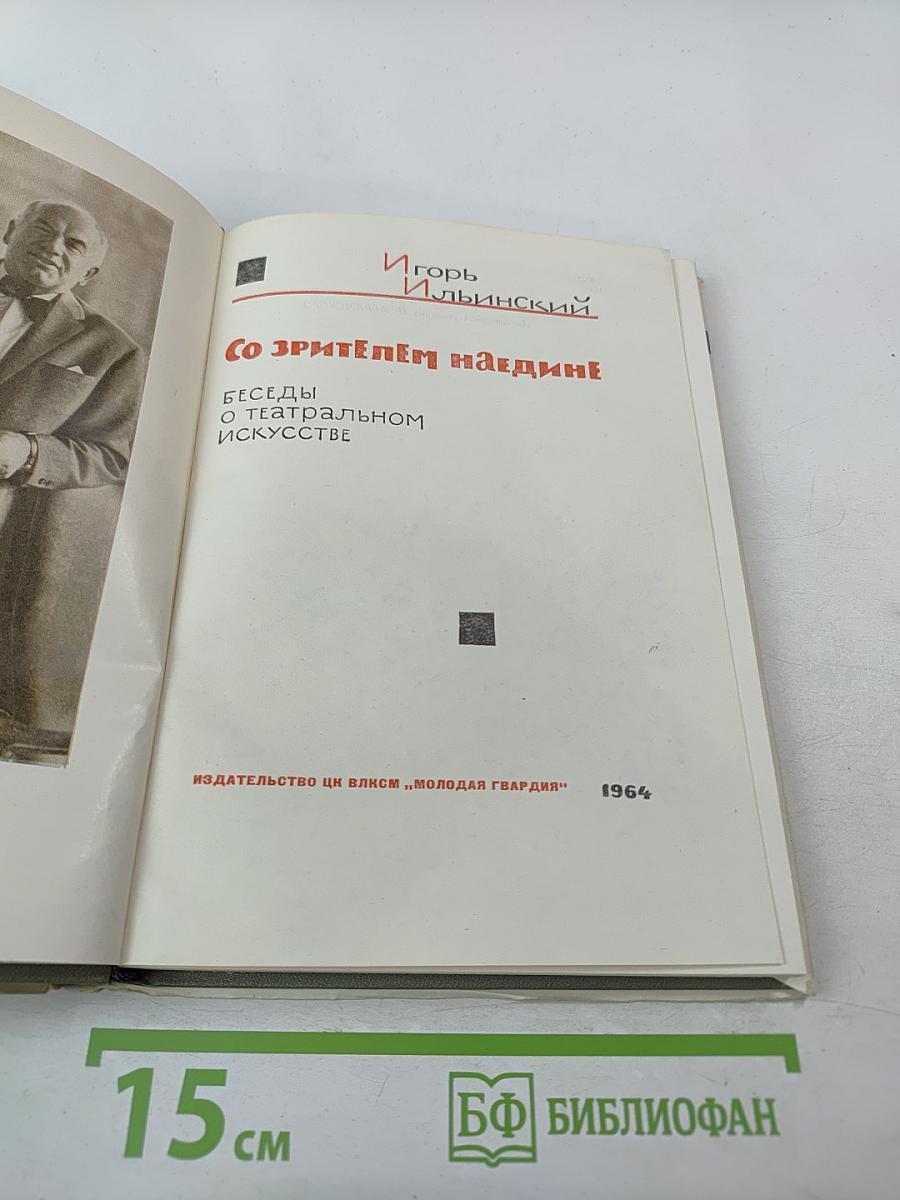 Игорь
Ильинский
Со зрителем наедине
Беседы
о театральном
искусстве
ИЗДАТЕЛЬСТВО ЦК ВЛКСМ „МОЛОДАЯ ГВАРДИЯ" 1964
15 см
БФ БИБЛИОФАН